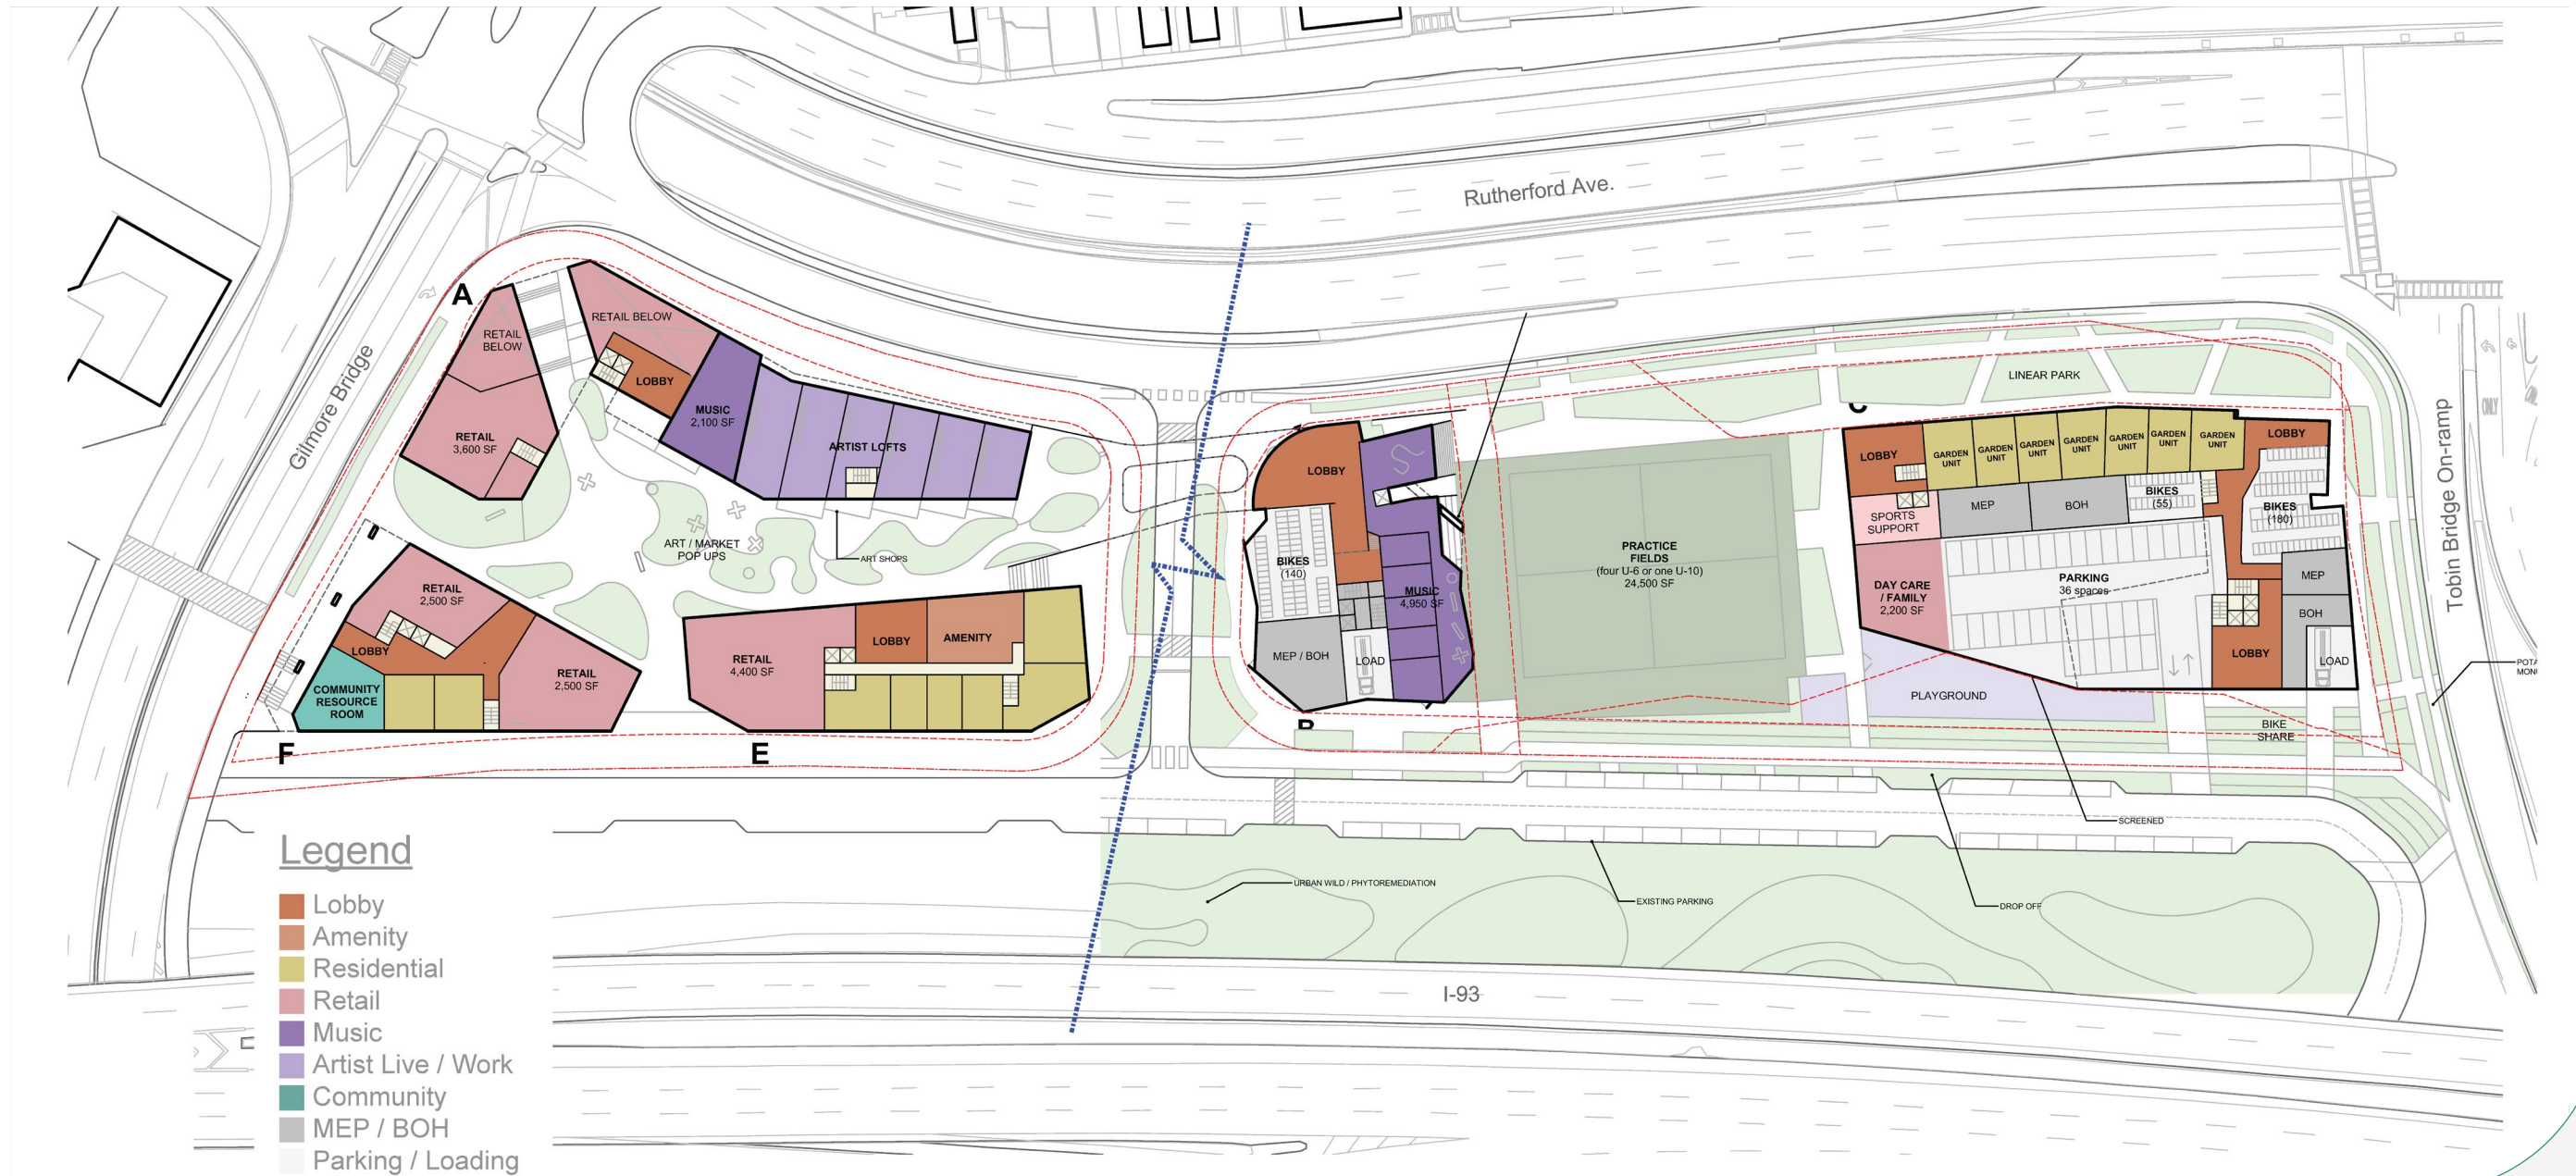 Rutherford Ave.
Gilmore Bridge
Tobin Bridge On-ramp
I-93
A
RETAIL
BELOW
RETAIL
3,600 SF
RETAIL BELOW
LOBBY
MUSIC
2,100 SF
ARTIST LOFTS
ART SHOPS
ART / MARKET
POP UPS
RETAIL
2,500 SF
LOBBY
COMMUNITY
RESOURCE
ROOM
RETAIL
2,500 SF
F
RETAIL
4,400 SF
LOBBY
AMENITY
E
LOBBY
BIKES
(140)
MEP / BOH
LOAD
MUSIC
4,950 SF
B
PRACTICE
FIELDS
(four U-6 or one U-10)
24,500 SF
LINEAR PARK
C
LOBBY
GARDEN
UNIT
GARDEN
UNIT
GARDEN
UNIT
GARDEN
UNIT
GARDEN
UNIT
GARDEN
UNIT
GARDEN
UNIT
LOBBY
SPORTS
SUPPORT
MEP
BOH
BIKES
(55)
BIKES
(180)
DAY CARE
/ FAMILY
2,200 SF
PARKING
36 spaces
MEP
BOH
LOBBY
LOAD
PLAYGROUND
BIKE
SHARE
ONLY
ONLY
SCREENED
DROP OFF
EXISTING PARKING
URBAN WILD / PHYTOREMEDIATION
Legend
Lobby
Amenity
Residential
Retail
Music
Artist Live / Work
Community
MEP / BOH
Parking / Loading